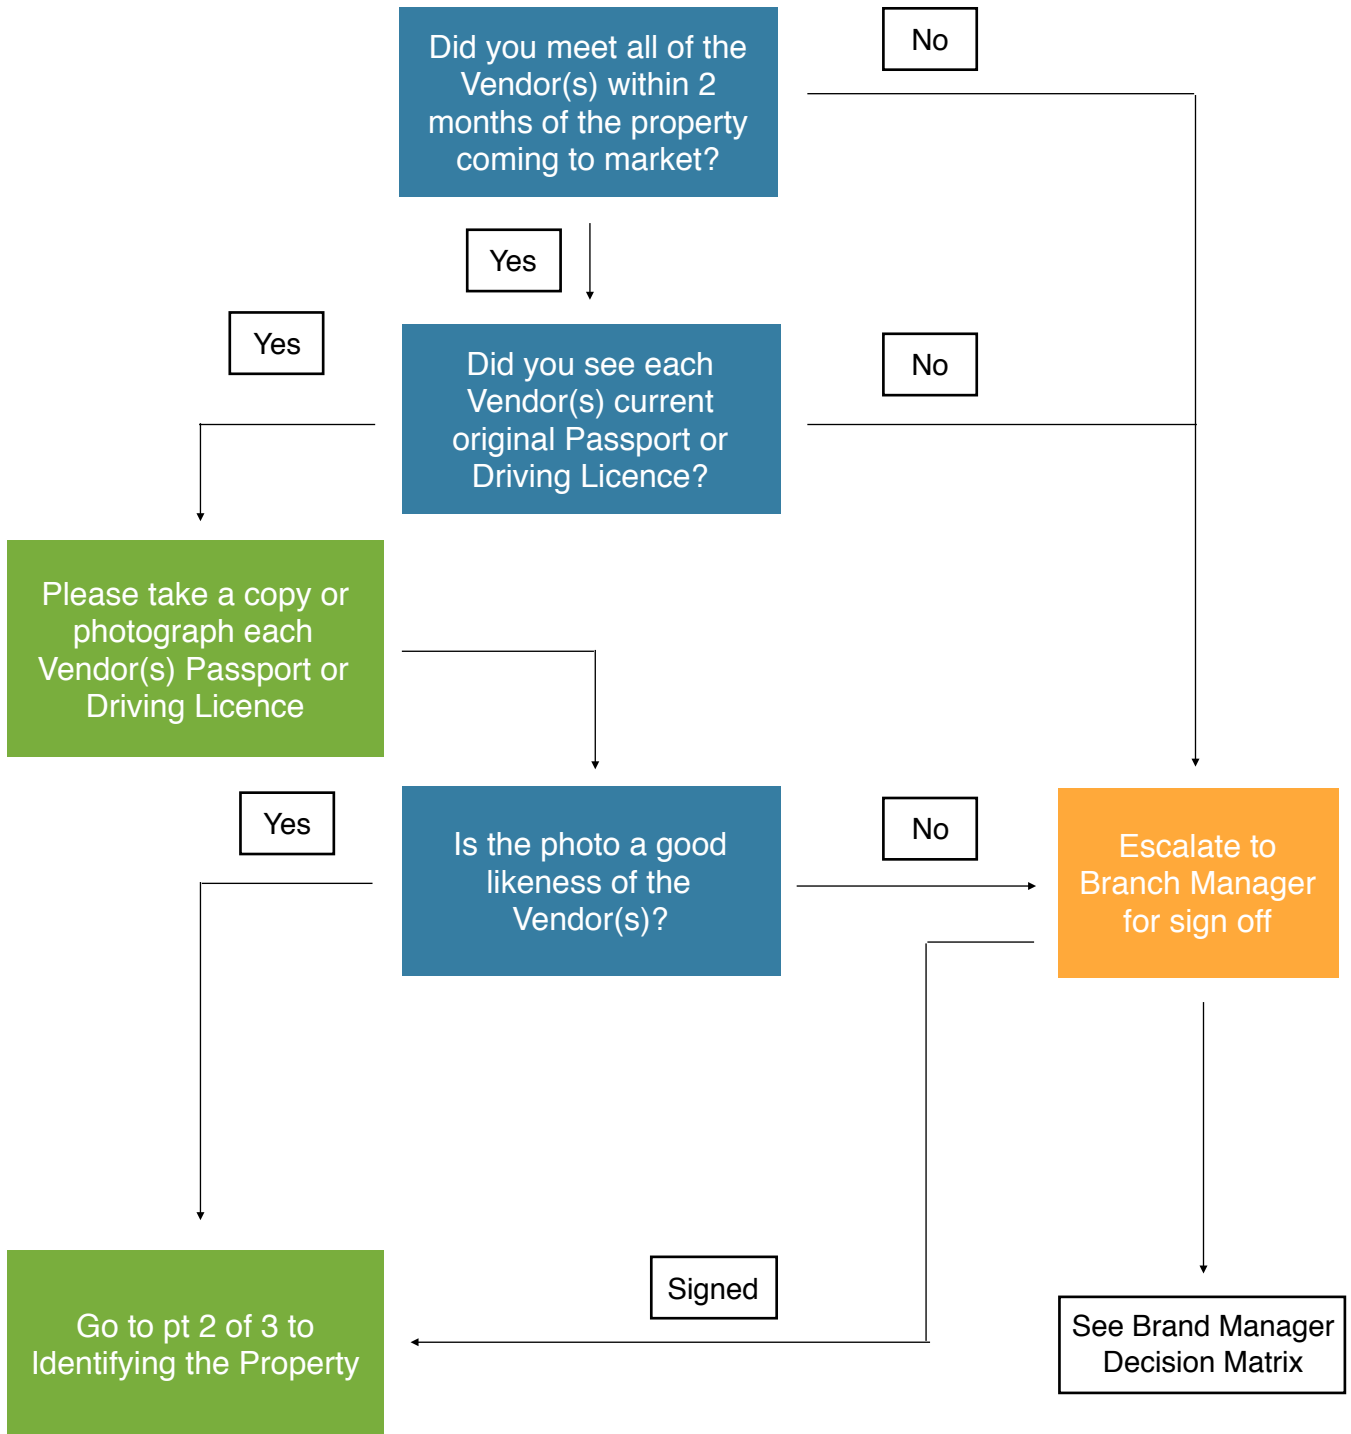 Did you meet all of the
Vendor(s) within 2
months of the property
coming to market?
No
Yes
Yes
Did you see each
Vendor(s) current
original Passport or
Driving Licence?
No
Please take a copy or
photograph each
Vendor(s) Passport or
Driving Licence
Yes
Is the photo a good
likeness of the
Vendor(s)?
No
Escalate to
Branch Manager
for sign off
Go to pt 2 of 3 to
Identifying the Property
Signed
See Brand Manager
Decision Matrix